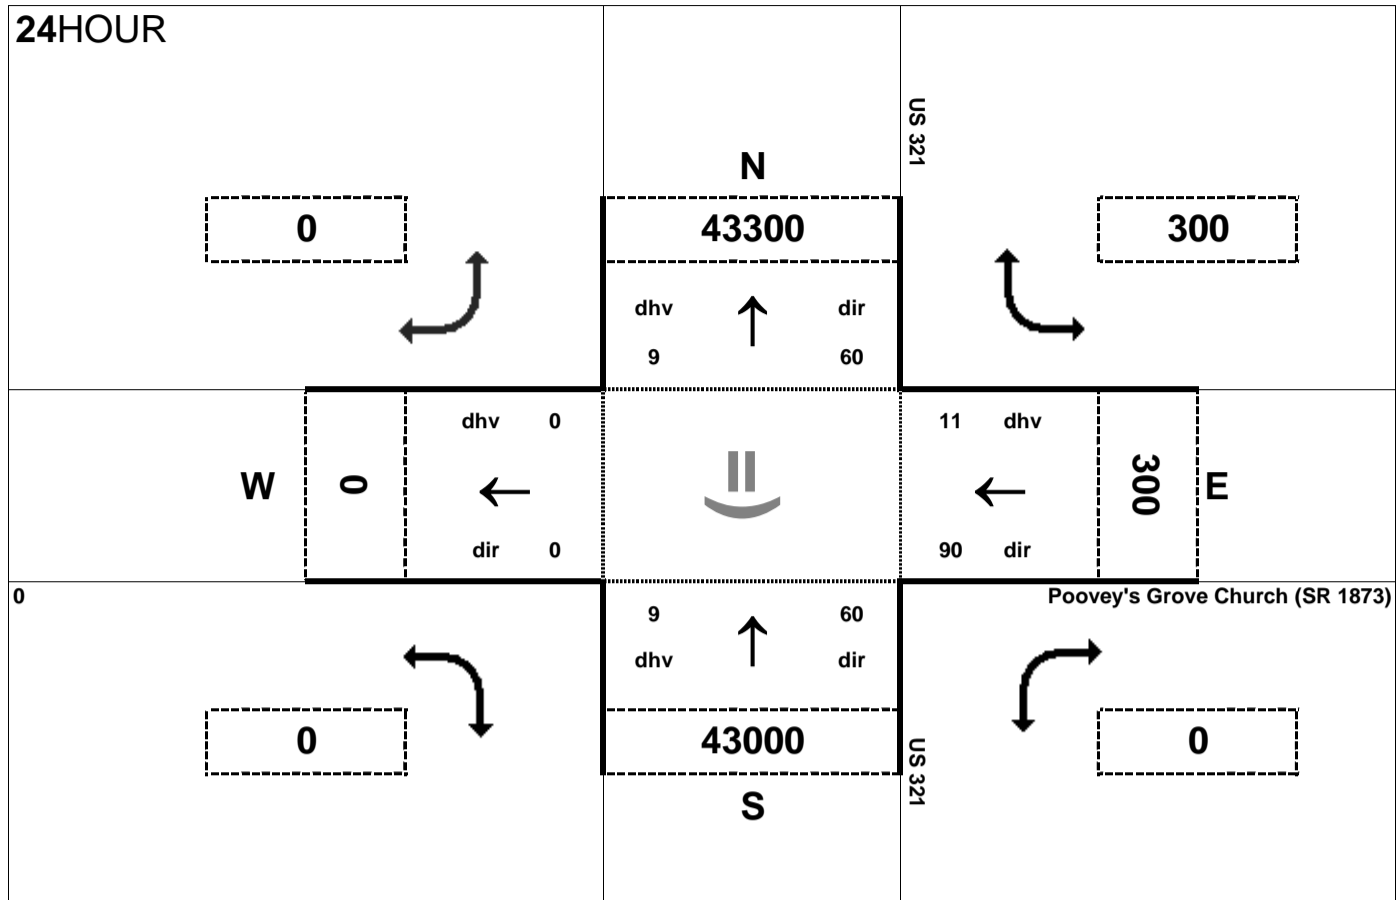 24HOUR
US 321
N
0
43300
300
dhv
dir
9
60
dhv 0
11 dhv
W
0
300
E
dir 0
90 dir
0
9
60
Poovey's Grove Church (SR 1873)
dhv
dir
0
43000
0
US 321
S